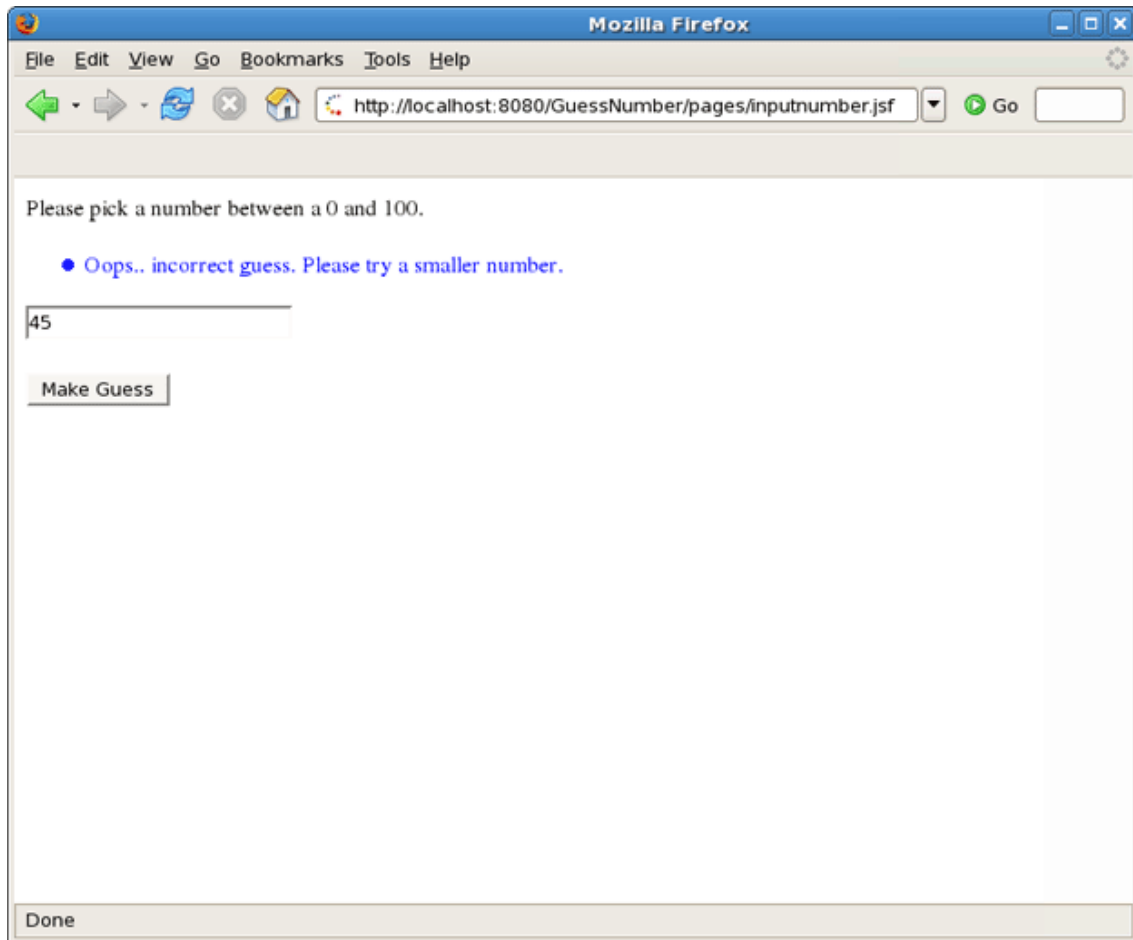 Mozilla Firefox
File Edit View Go Bookmarks Tools Help
http://localhost:8080/GuessNumber/pages/inputnumber.jsf Go
Please pick a number between a 0 and 100.
Oops.. incorrect guess. Please try a smaller number.
45
Make Guess
Done